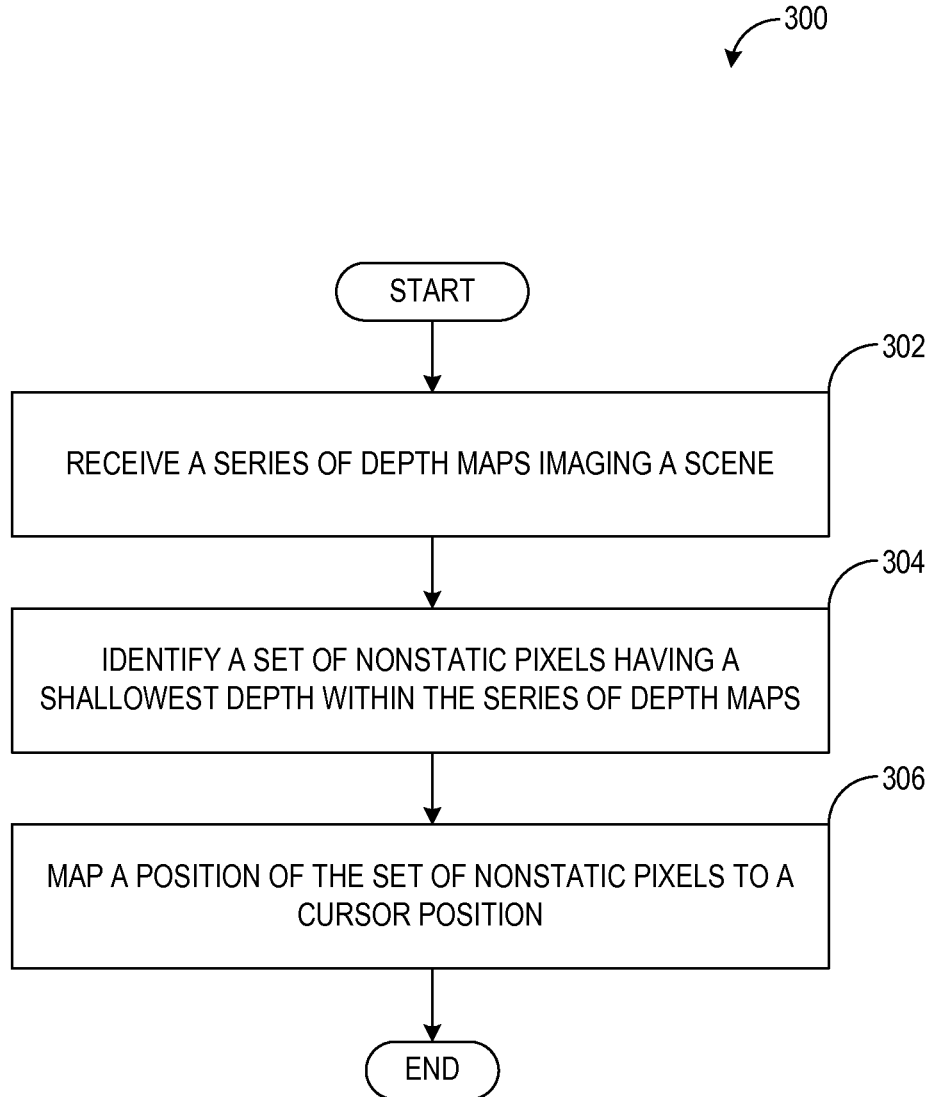 300
START
302
RECEIVE A SERIES OF DEPTH MAPS IMAGING A SCENE
304
IDENTIFY A SET OF NONSTATIC PIXELS HAVING A
SHALLOWEST DEPTH WITHIN THE SERIES OF DEPTH MAPS
306
MAP A POSITION OF THE SET OF NONSTATIC PIXELS TO A
CURSOR POSITION
END